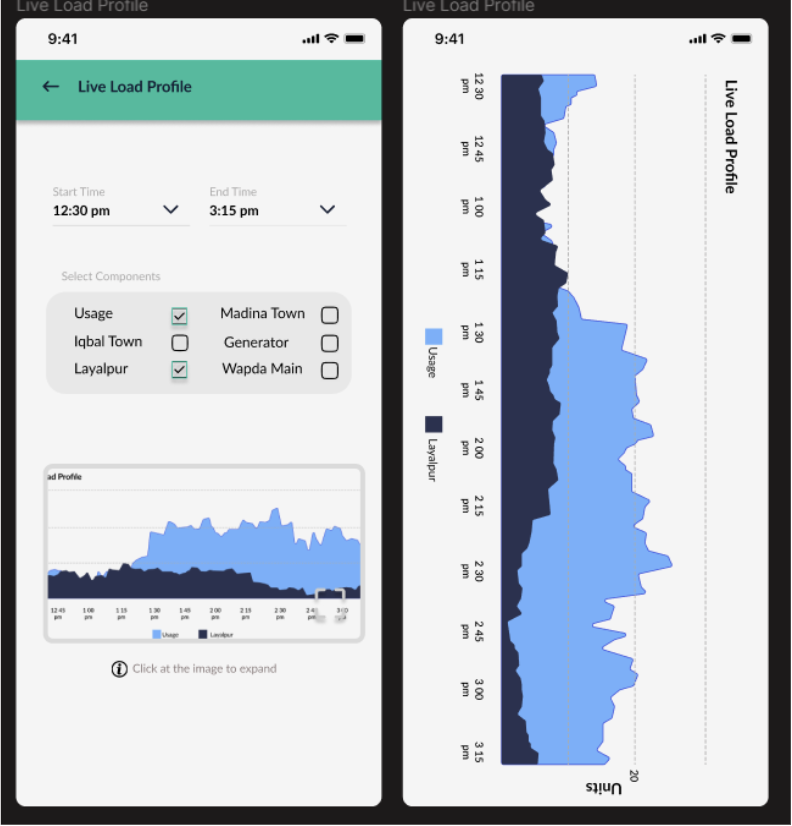 Live Load Profile
9:41
Live Load Profile
Start Time
End Time
12:30 pm
3:15 pm
Select Components
Usage
Madina Town
Iqbal Town
Generator
Layalpur
Wapda Main
ad Profile
12 45 pm
1 00 pm
1 15 pm
1 30 pm
1 45 pm
2 00 pm
2 15 pm
2 30 pm
pm
3 00 pm
Usage
Layalpur
Click at the image to expand
Live Load Profile
9:41
Live Load Profile
12 30 pm
12 45 pm
1 00 pm
1 15 pm
1 30 pm
1 45 pm
2 00 pm
2 15 pm
2 30 pm
2 45 pm
3 00 pm
3 15 pm
Usage
Layalpur
20
Units